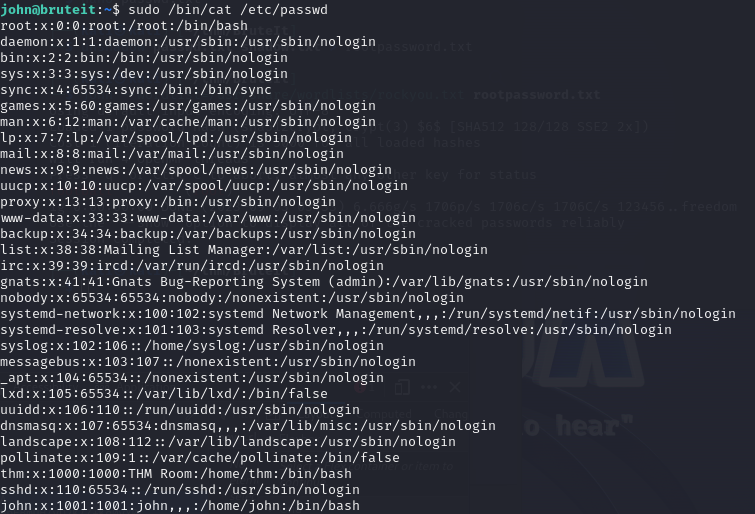 john@bruteit:~$ sudo /bin/cat /etc/passwd
root:x:0:0:root:/root:/bin/bash
daemon:x:1:1:daemon:/usr/sbin:/usr/sbin/nologin
bin:x:2:2:bin:/bin:/usr/sbin/nologin
sys:x:3:3:sys:/dev:/usr/sbin/nologin
sync:x:4:65534:sync:/bin:/bin/sync
games:x:5:60:games:/usr/games:/usr/sbin/nologin
man:x:6:12:man:/var/cache/man:/usr/sbin/nologin
lp:x:7:7:lp:/var/spool/lpd:/usr/sbin/nologin
mail:x:8:8:mail:/var/mail:/usr/sbin/nologin
news:x:9:9:news:/var/spool/news:/usr/sbin/nologin
uucp:x:10:10:uucp:/var/spool/uucp:/usr/sbin/nologin
proxy:x:13:13:proxy:/bin:/usr/sbin/nologin
www-data:x:33:33:www-data:/var/www:/usr/sbin/nologin
backup:x:34:34:backup:/var/backups:/usr/sbin/nologin
list:x:38:38:Mailing List Manager:/var/list:/usr/sbin/nologin
irc:x:39:39:ircd:/var/run/ircd:/usr/sbin/nologin
gnats:x:41:41:Gnats Bug-Reporting System (admin):/var/lib/gnats:/usr/sbin/nologin
nobody:x:65534:65534:nobody:/nonexistent:/usr/sbin/nologin
systemd-network:x:100:102:systemd Network Management,,,:/run/systemd/netif:/usr/sbin/nologin
systemd-resolve:x:101:103:systemd Resolver,,,:/run/systemd/resolve:/usr/sbin/nologin
syslog:x:102:106::/home/syslog:/usr/sbin/nologin
messagebus:x:103:107::/nonexistent:/usr/sbin/nologin
_apt:x:104:65534::/nonexistent:/usr/sbin/nologin
lxd:x:105:65534::/var/lib/lxd/:/bin/false
uuidd:x:106:110::/run/uuidd:/usr/sbin/nologin
dnsmasq:x:107:65534:dnsmasq,,,:/var/lib/misc:/usr/sbin/nologin
landscape:x:108:112::/var/lib/landscape:/usr/sbin/nologin
pollinate:x:109:1::/var/cache/pollinate:/bin/false
thm:x:1000:1000:THM Room:/home/thm:/bin/bash
sshd:x:110:65534::/run/sshd:/usr/sbin/nologin
john:x:1001:1001:john,,,:/home/john:/bin/bash
rootpassword.txt
o hear"